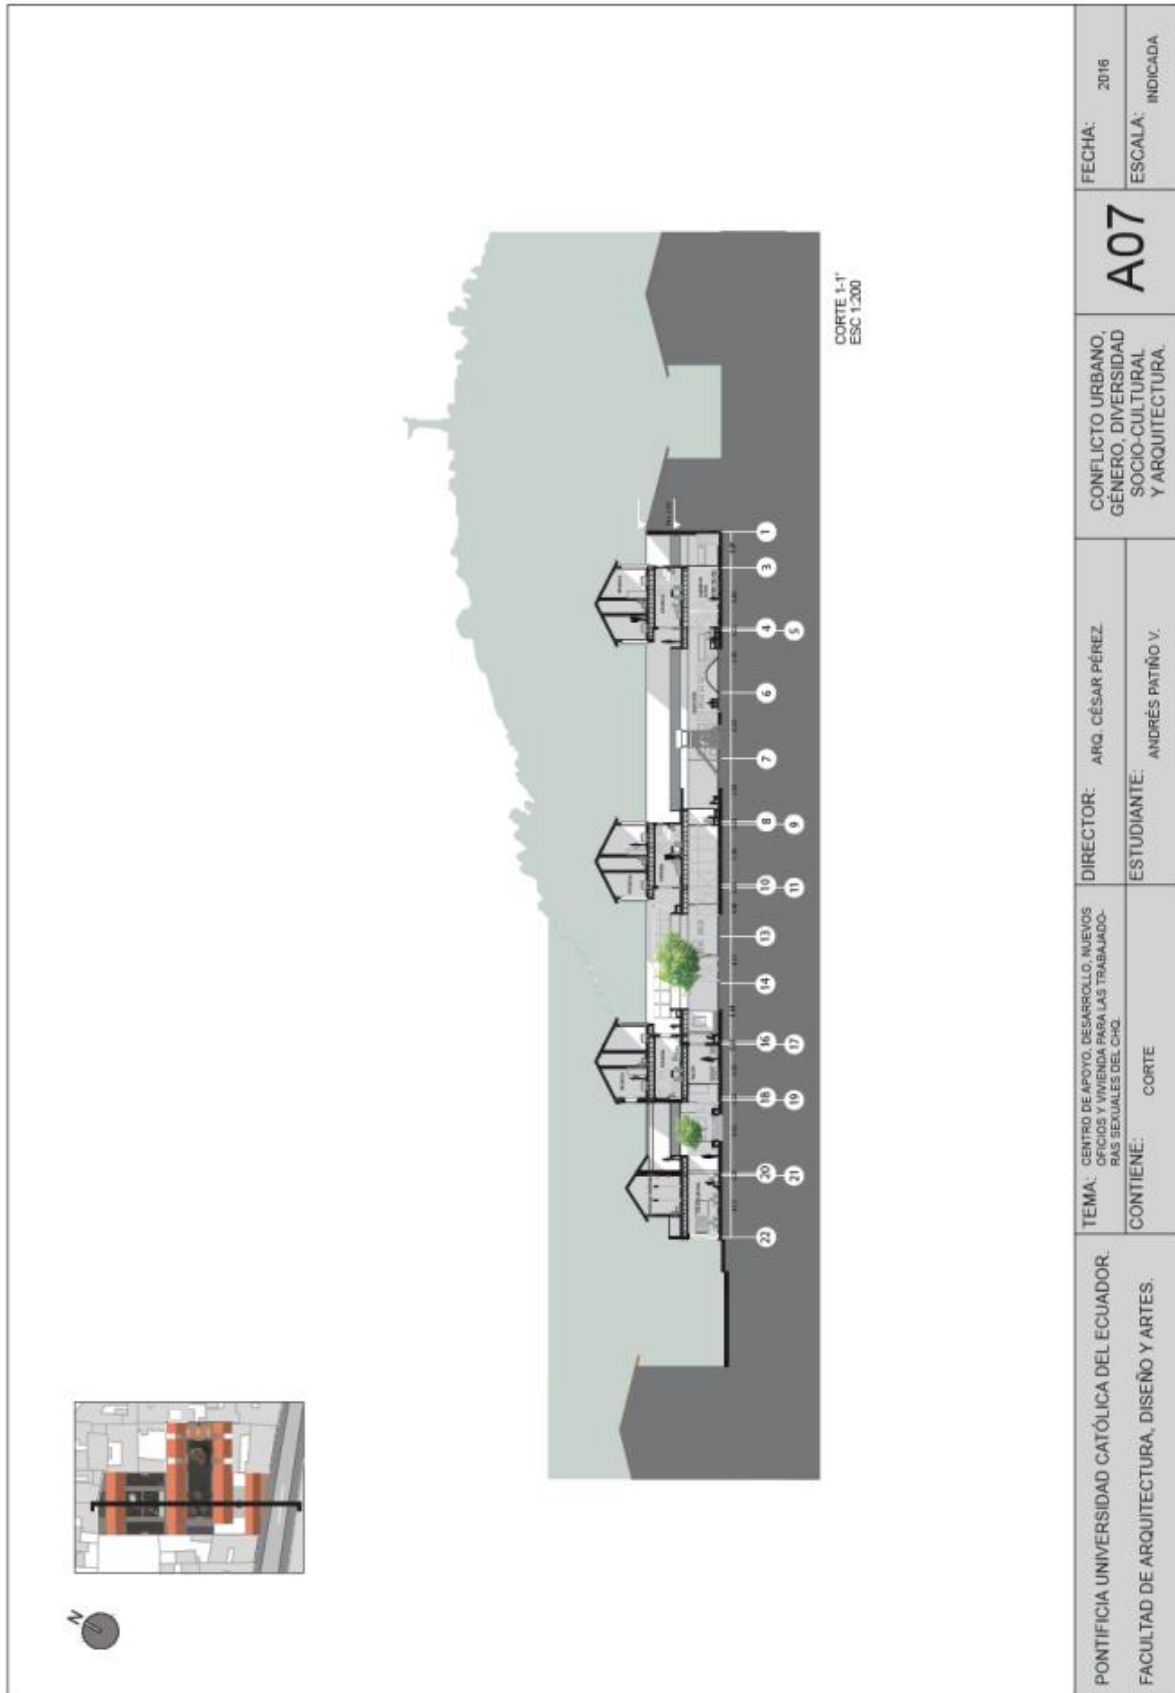 N
CORTE 1-1'
ESC 1:200
22
21
20
19
18
17
16
14
13
11
10
9
8
7
6
5
4
3
1
PONTIFICIA UNIVERSIDAD CATÓLICA DEL ECUADOR.
FACULTAD DE ARQUITECTURA, DISEÑO Y ARTES.
TEMA: CENTRO DE APOYO, DESARROLLO, NUEVOS
OFICIOS Y VIVIENDA PARA LAS TRABAJADO-
RAS SEXUALES DEL CHQ.
CONTIENE: CORTE
DIRECTOR: ARQ. CÉSAR PÉREZ
ESTUDIANTE: ANDRÉS PATIÑO V.
CONFLICTO URBANO,
GÉNERO, DIVERSIDAD
SOCIO-CULTURAL
Y ARQUITECTURA.
A07
FECHA: 2016
ESCALA: INDICADA